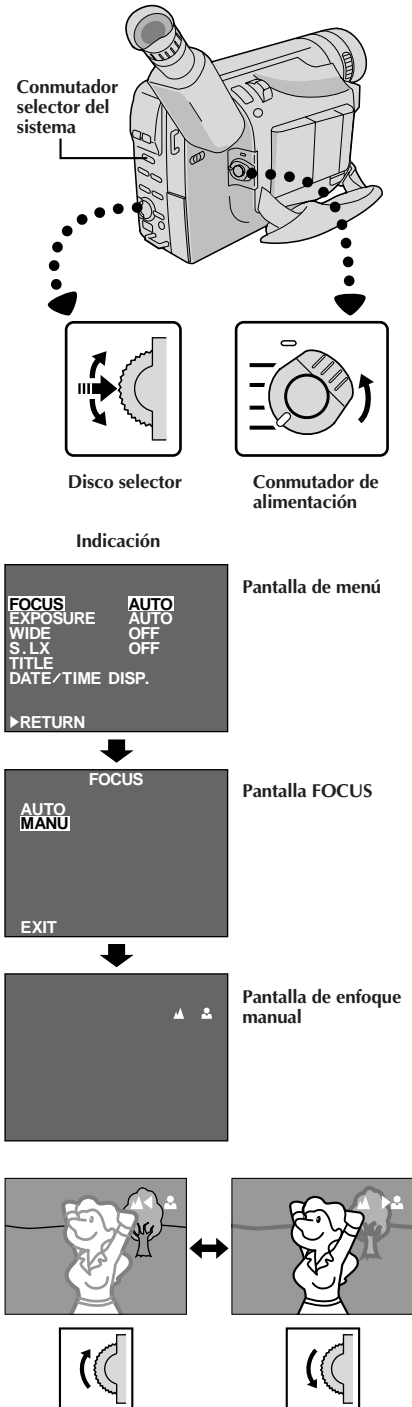 Conmutador
selector del
sistema
Disco selector
Conmutador de
alimentación
Indicación
Pantalla de menú
FOCUS AUTO
EXPOSURE AUTO
WIDE OFF
S.LX OFF
TITLE
DATE/TIME DISP.
▶RETURN
Pantalla FOCUS
FOCUS
AUTO
MANU
EXIT
Pantalla de enfoque
manual